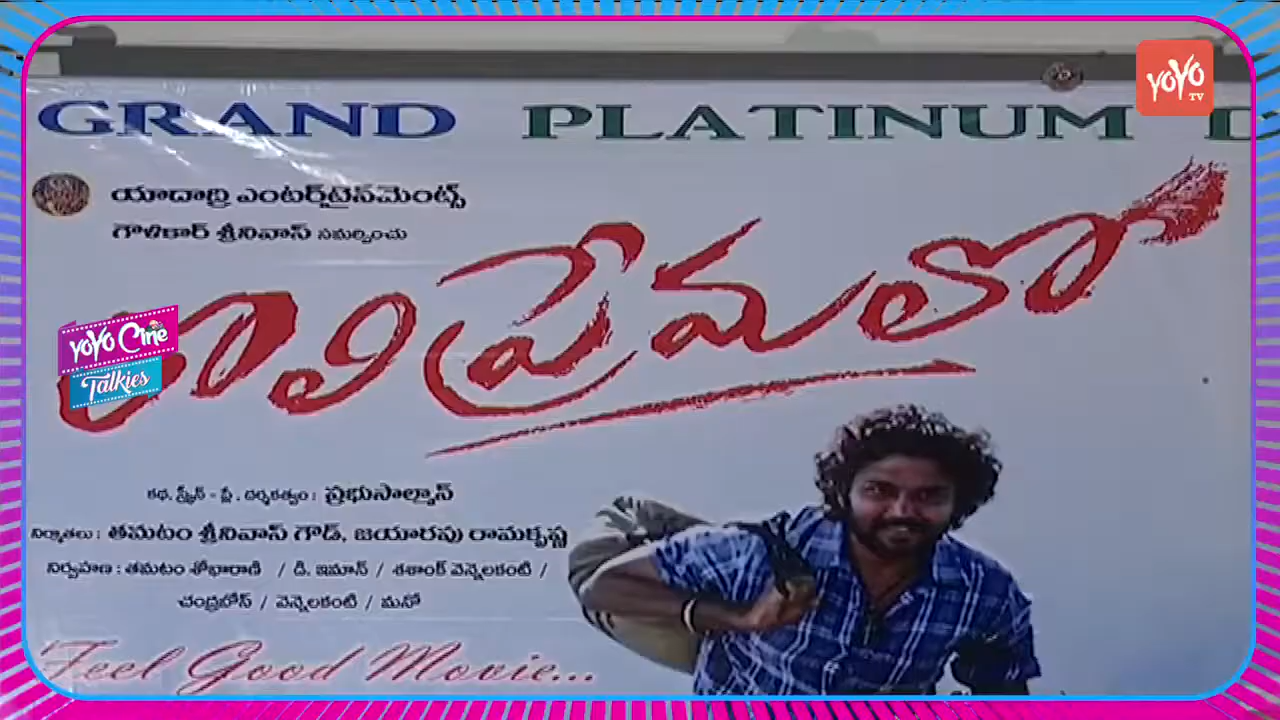 YOYO
TV
GRAND PLATINUM D
యాదాద్రి ఎంటర్‌టైన్‌మెంట్స్
గోళికార్ శ్రీనివాస్ సమర్పించు
లాలి ప్రేమతో
YOYO Cine
Talkies
కథ, స్క్రీన్ - ప్లే, దర్శకత్వం : ప్రభుసాల్మాన్
నిర్మాతలు : తమటం శ్రీనివాస్ గౌడ్, జయారపు రామకృష్ణ
నిర్వహణ : తమటం శోభారాణి / డి. ఇమాన్ / శశాంక్ వెన్నెలకంటి /
చంద్రబోస్ / వెన్నెలకంటి / మనో
'Feel Good Movie...